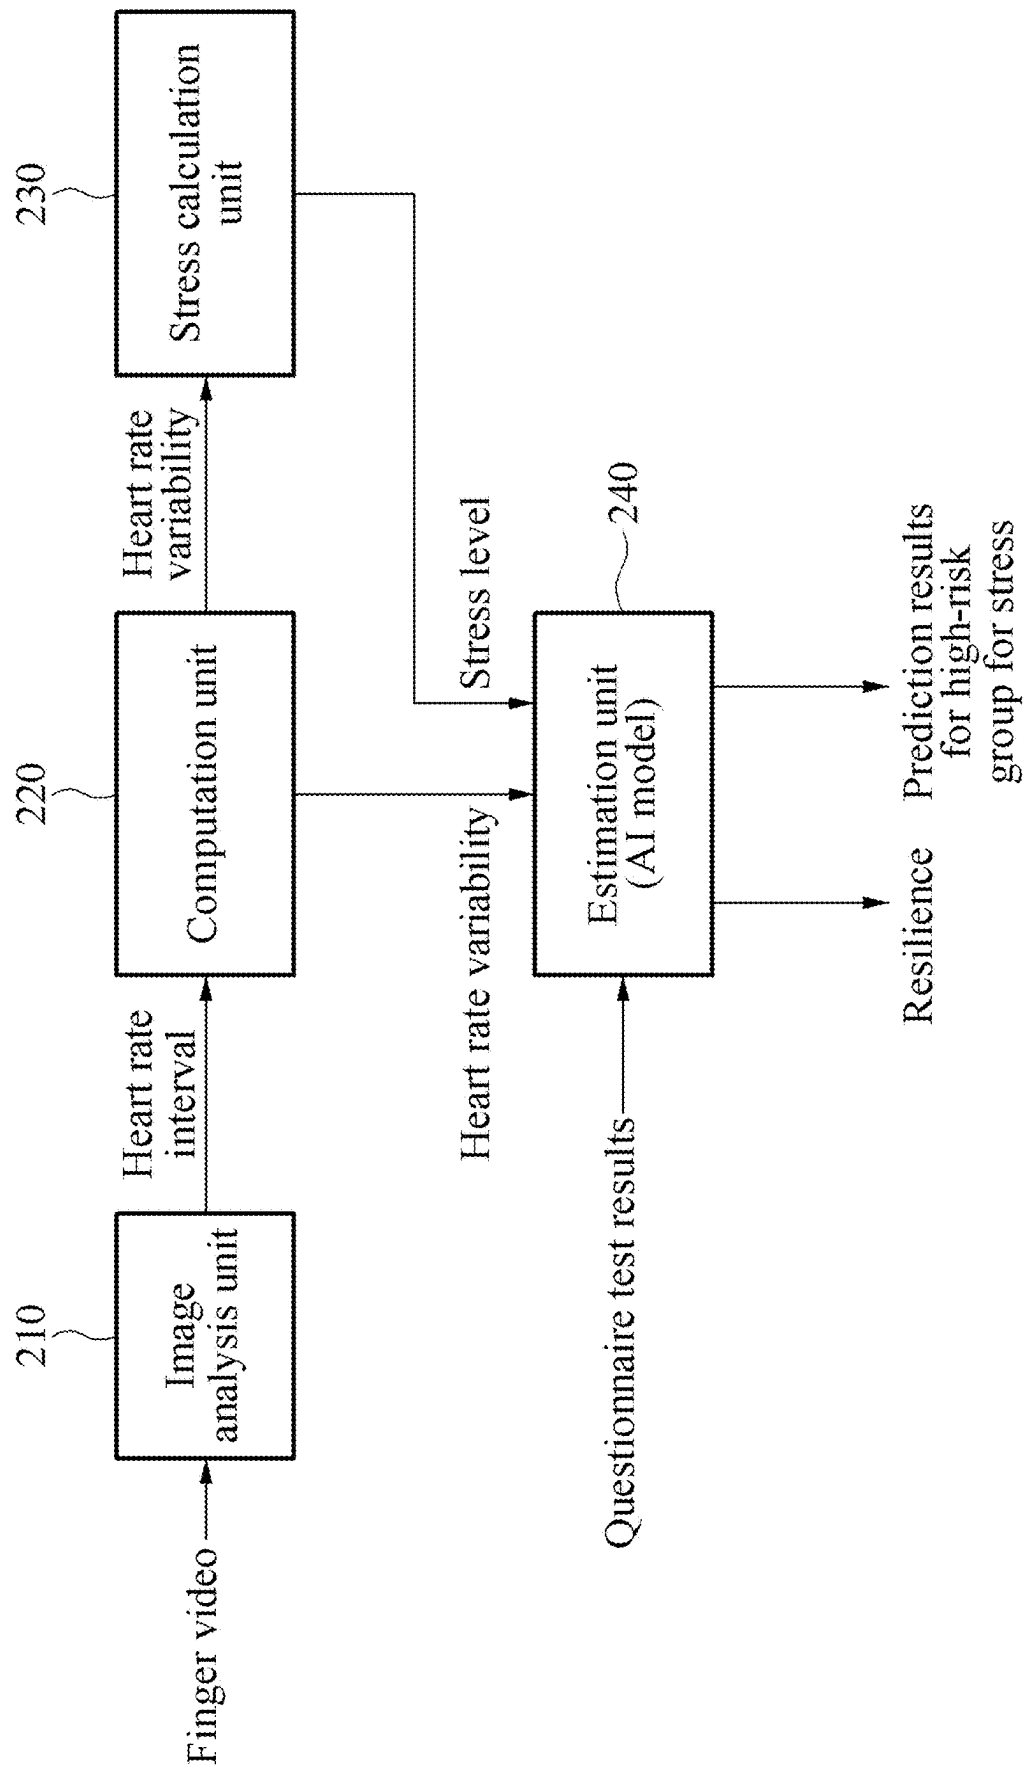 210
220
230
Finger video
Image
analysis unit
Heart rate
interval
Computation unit
Heart rate
variability
Stress calculation
unit
Heart rate variability
Stress level
240
Questionnaire test results
Estimation unit
(AI model)
Resilience
Prediction results
for high-risk
group for stress